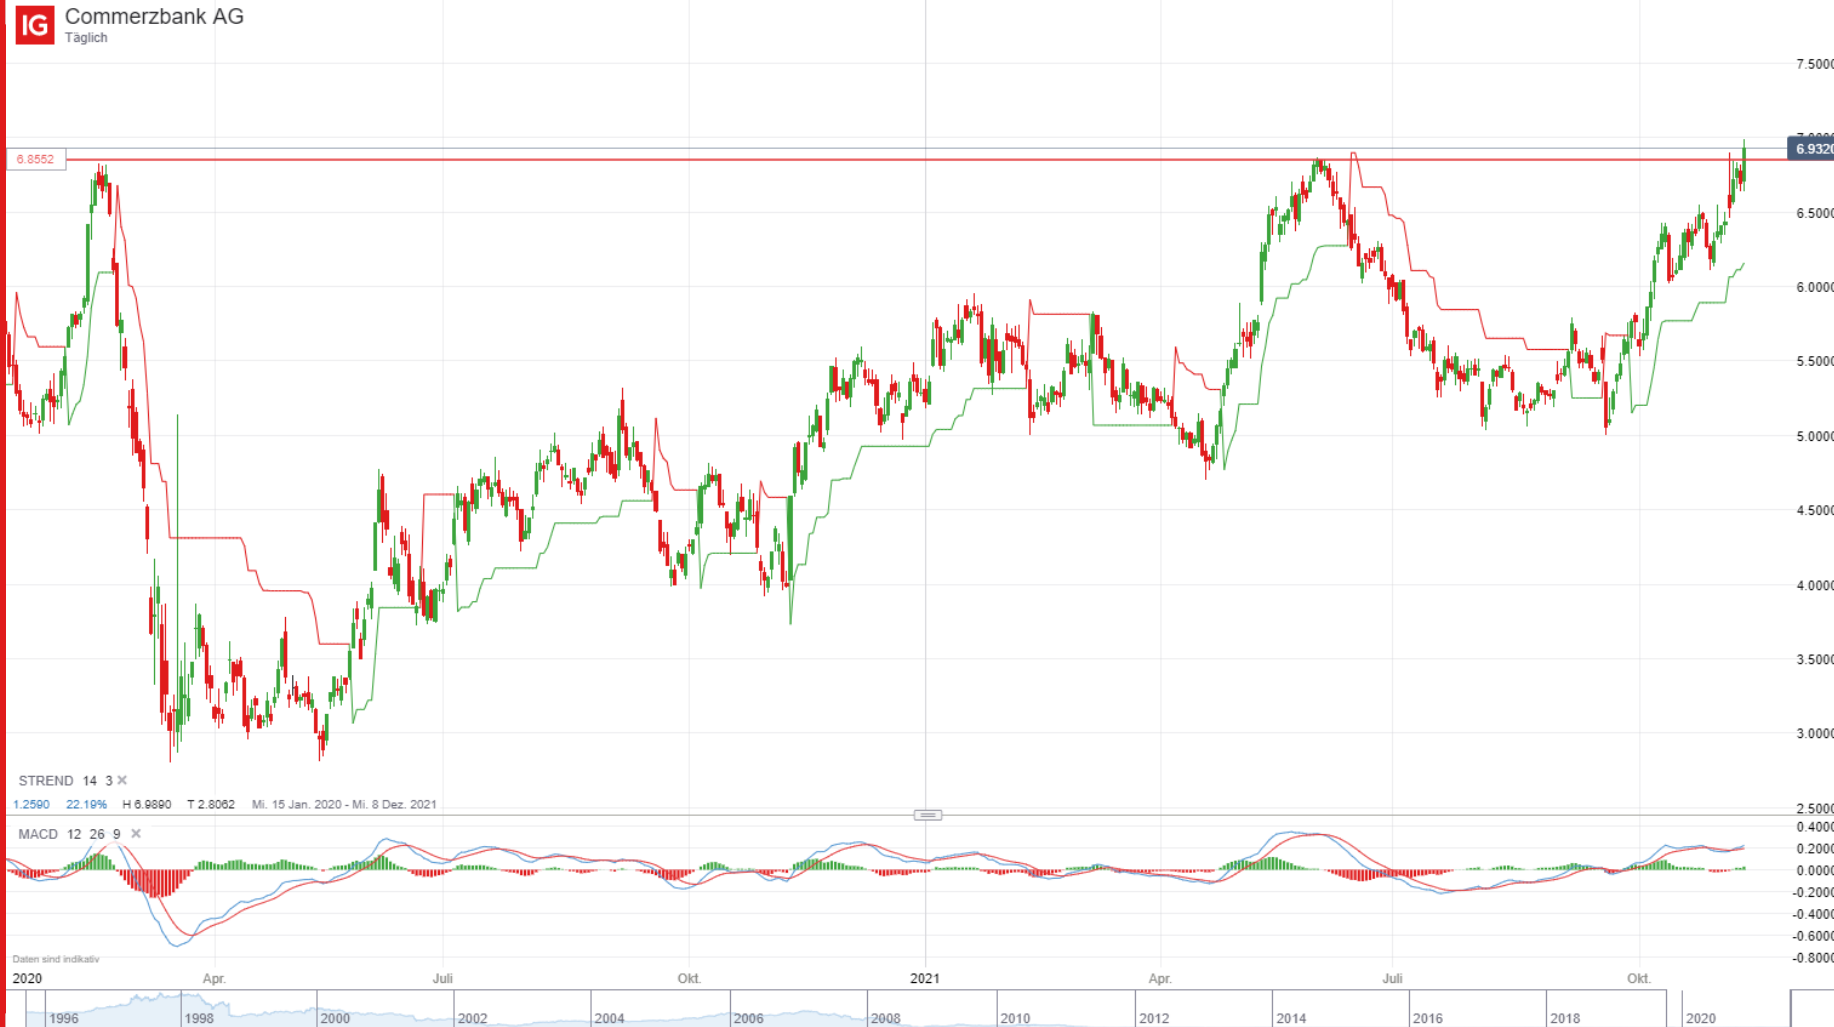 IG Commerzbank AG
Täglich
7.5000
7.0000
6.8552
6.9320
6.5000
6.0000
5.5000
5.0000
4.5000
4.0000
3.5000
3.0000
STREND 14 3
1.2590 22.19% H 6.9890 T 2.8062 Mi. 15 Jan. 2020 - Mi. 8 Dez. 2021
2.5000
MACD 12 26 9
0.4000
0.2000
0.0000
-0.2000
-0.4000
-0.6000
-0.8000
Daten sind indikativ
2020 Apr. Juli Okt. 2021 Apr. Juli Okt.
1996 1998 2000 2002 2004 2006 2008 2010 2012 2014 2016 2018 2020